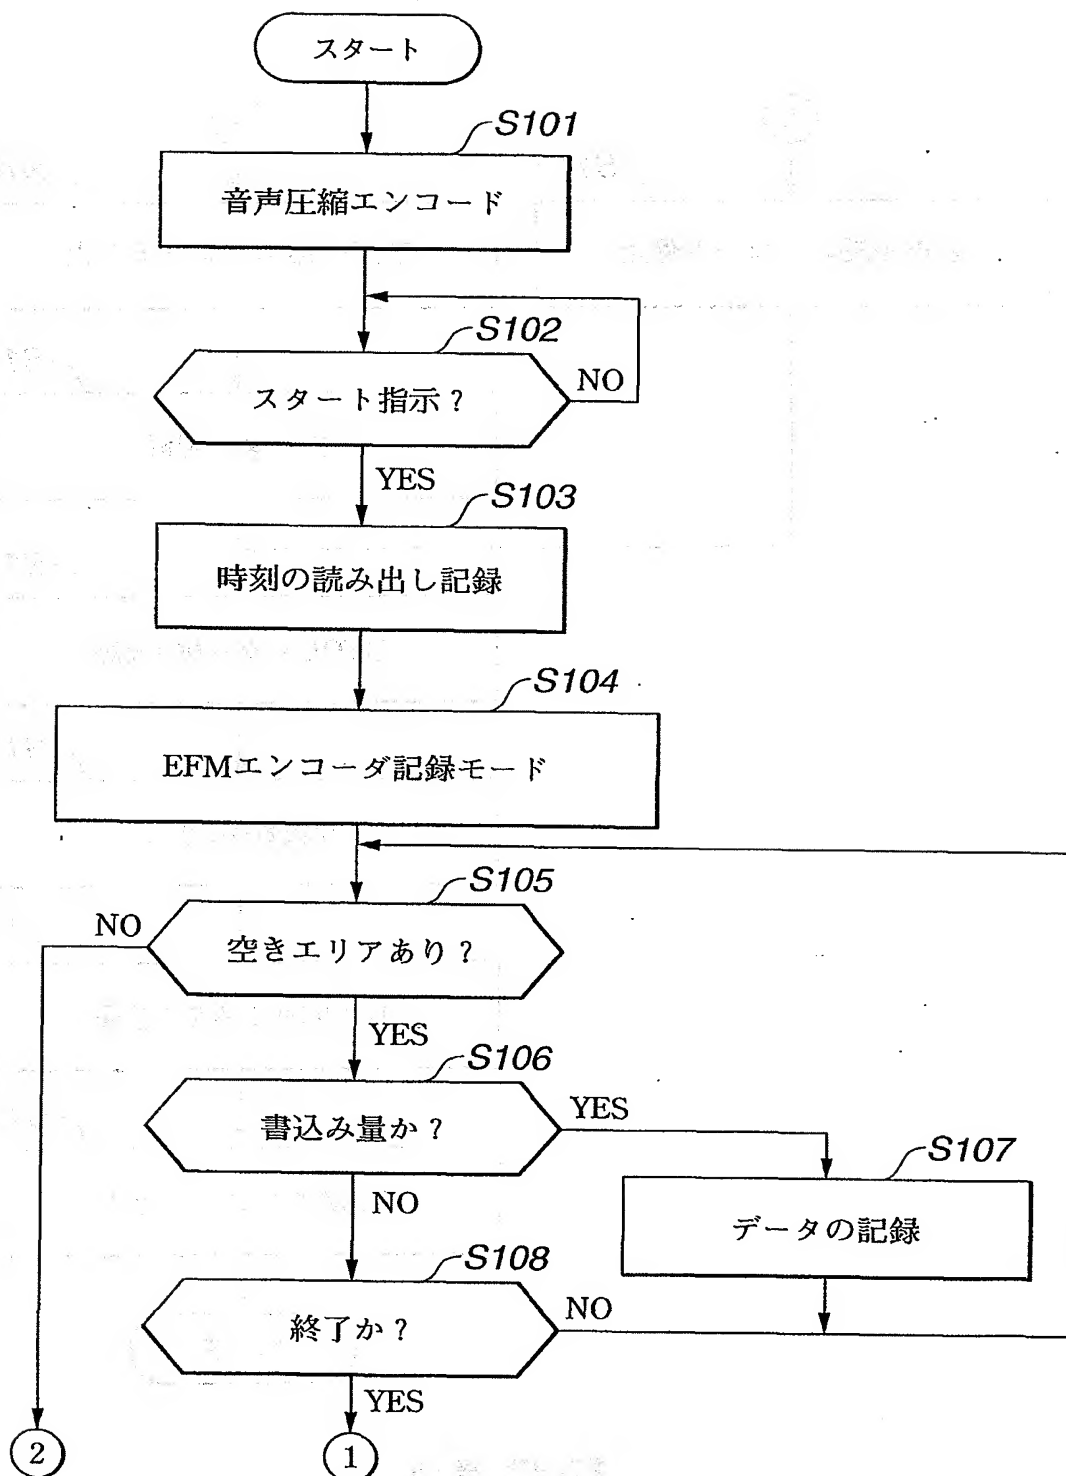 スタート
S101
音声圧縮エンコード
S102
スタート指示？
NO
YES
S103
時刻の読み出し記録
S104
EFMエンコーダ記録モード
S105
NO
空きエリアあり？
YES
S106
書込み量か？
YES
S107
NO
データの記録
S108
終了か？
NO
YES
2
1